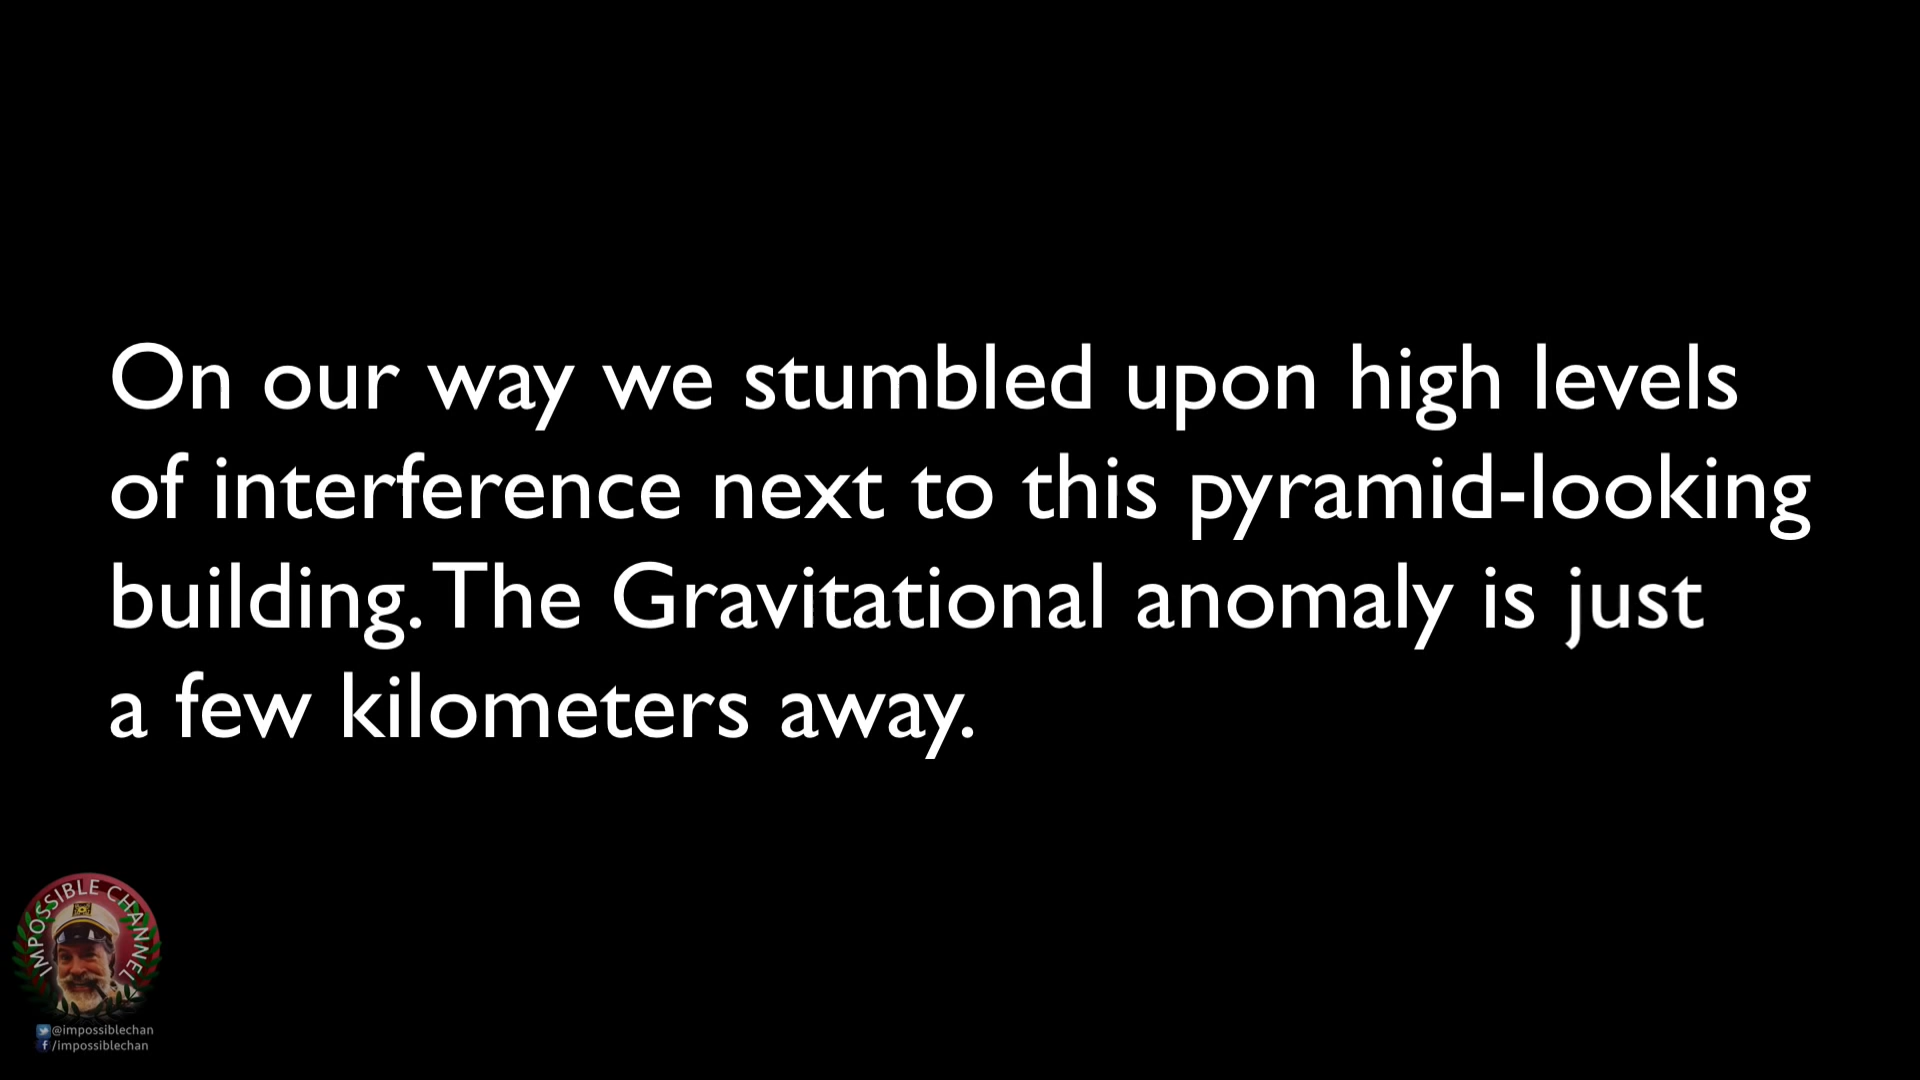 On our way we stumbled upon high levels
of interference next to this pyramid-looking
building. The Gravitational anomaly is just
a few kilometers away.
IMPOSSIBLE CHANNEL
@impossiblechan
f /impossiblechan